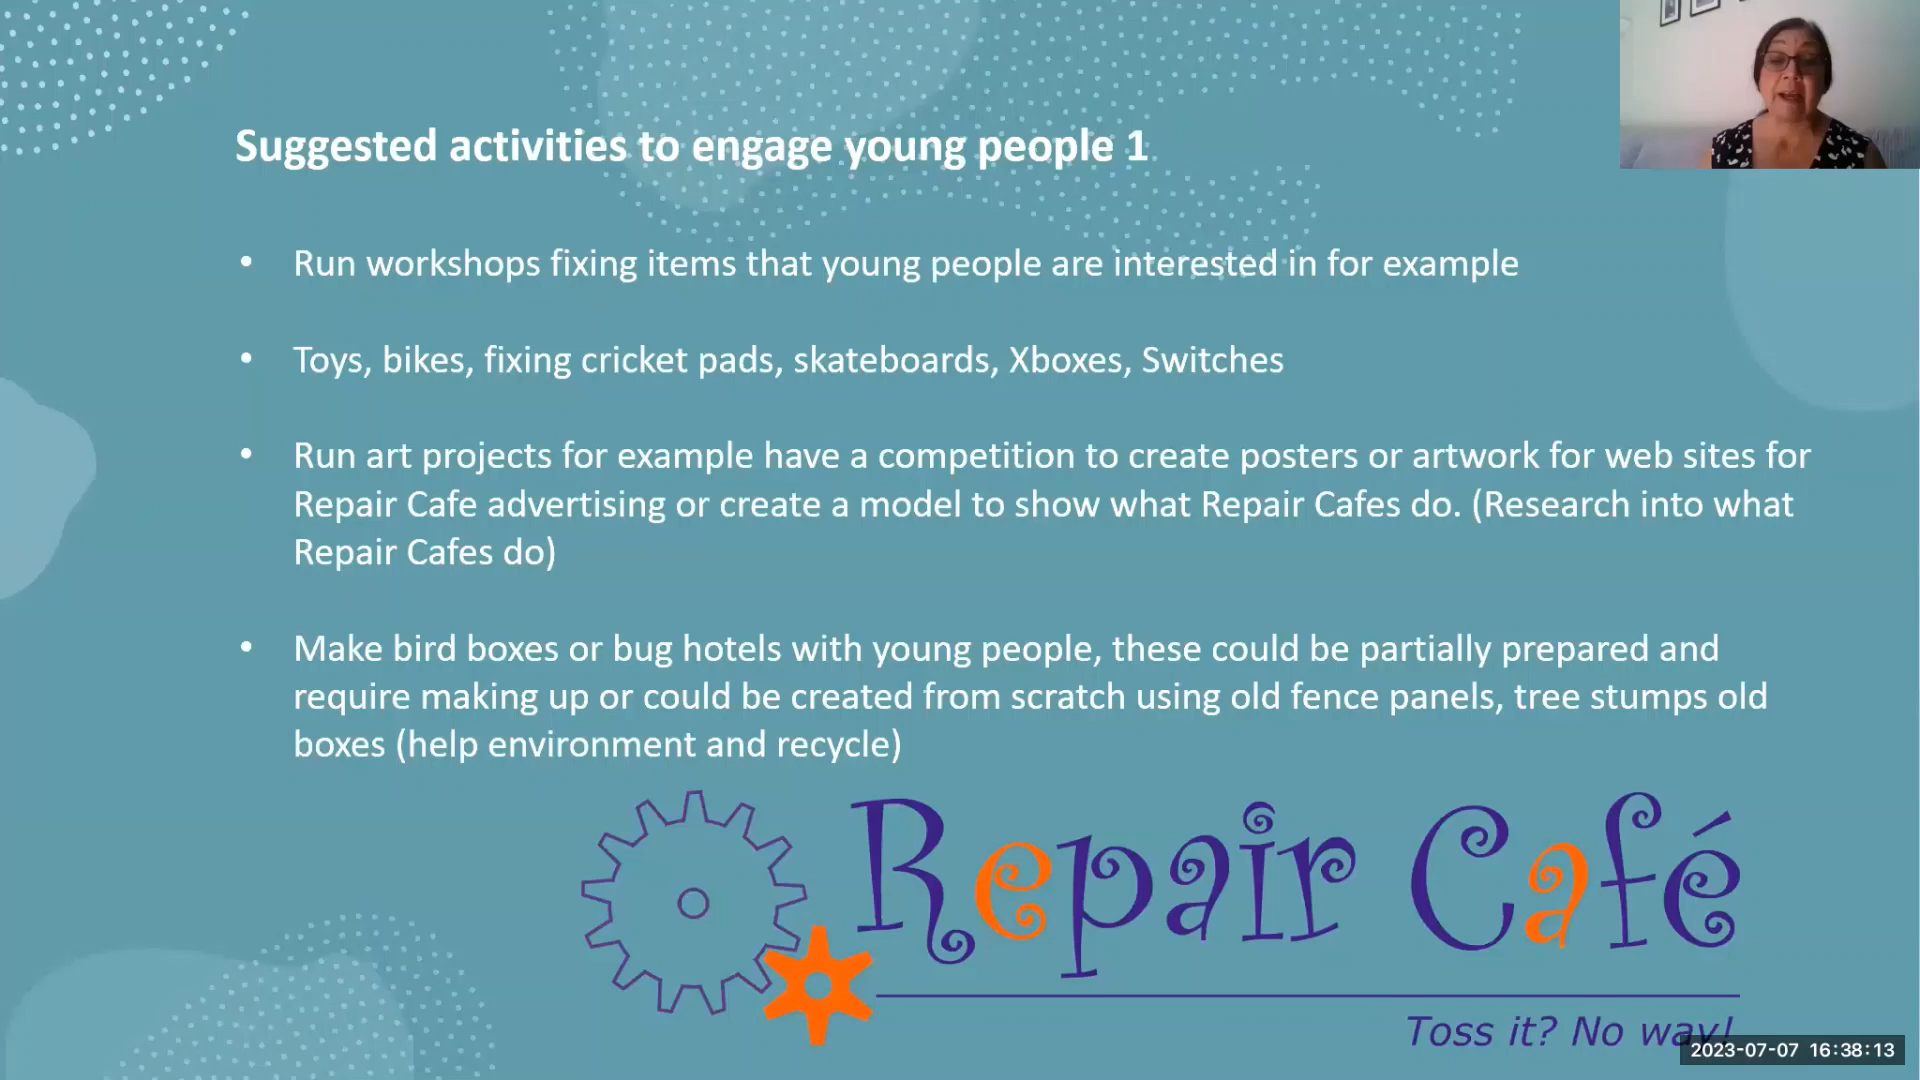 Suggested activities to engage young people 1
• Run workshops fixing items that young people are interested in for example
• Toys, bikes, fixing cricket pads, skateboards, Xboxes, Switches
• Run art projects for example have a competition to create posters or artwork for web sites for
Repair Cafe advertising or create a model to show what Repair Cafes do. (Research into what
Repair Cafes do)
• Make bird boxes or bug hotels with young people, these could be partially prepared and
require making up or could be created from scratch using old fence panels, tree stumps old
boxes (help environment and recycle)
Repair Café
Toss it? No way!
2023-07-07 16:38:13